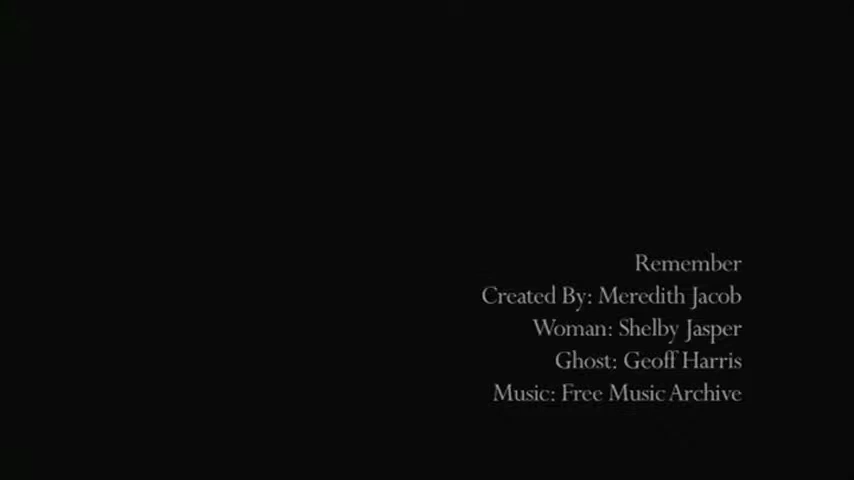 Remember
Created By: Meredith Jacob
Woman: Shelby Jasper
Ghost: Geoff Harris
Music: Free Music Archive